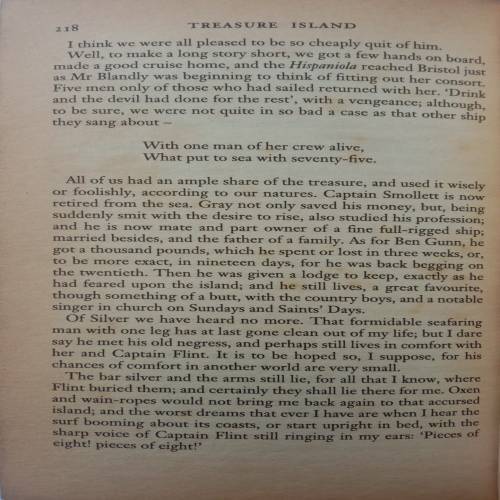 218 TREASURE ISLAND
I think we were all pleased to be so cheaply quit of him.
Well, to make a long story short, we got a few hands on board,
made a good cruise home, and the Hispaniola reached Bristol just
as Mr Blandly was beginning to think of fitting out her consort.
Five men only of those who had sailed returned with her. ‘Drink
and the devil had done for the rest’, with a vengeance; although,
to be sure, we were not quite in so bad a case as that other ship
they sang about –
With one man of her crew alive,
What put to sea with seventy-five.
All of us had an ample share of the treasure, and used it wisely
or foolishly, according to our natures. Captain Smollett is now
retired from the sea. Gray not only saved his money, but, being
suddenly smit with the desire to rise, also studied his profession;
and he is now mate and part owner of a fine full-rigged ship;
married besides, and the father of a family. As for Ben Gunn, he
got a thousand pounds, which he spent or lost in three weeks, or,
to be more exact, in nineteen days, for he was back begging on
the twentieth. Then he was given a lodge to keep, exactly as he
had feared upon the island; and he still lives, a great favourite,
though something of a butt, with the country boys, and a notable
singer in church on Sundays and Saints’ Days.
Of Silver we have heard no more. That formidable seafaring
man with one leg has at last gone clean out of my life; but I dare
say he met his old negress, and perhaps still lives in comfort with
her and Captain Flint. It is to be hoped so, I suppose, for his
chances of comfort in another world are very small.
The bar silver and the arms still lie, for all that I know, where
Flint buried them; and certainly they shall lie there for me. Oxen
and wain-ropes would not bring me back again to that accursed
island; and the worst dreams that ever I have are when I hear the
surf booming about its coasts, or start upright in bed, with the
sharp voice of Captain Flint still ringing in my ears: ‘Pieces of
eight! pieces of eight!’